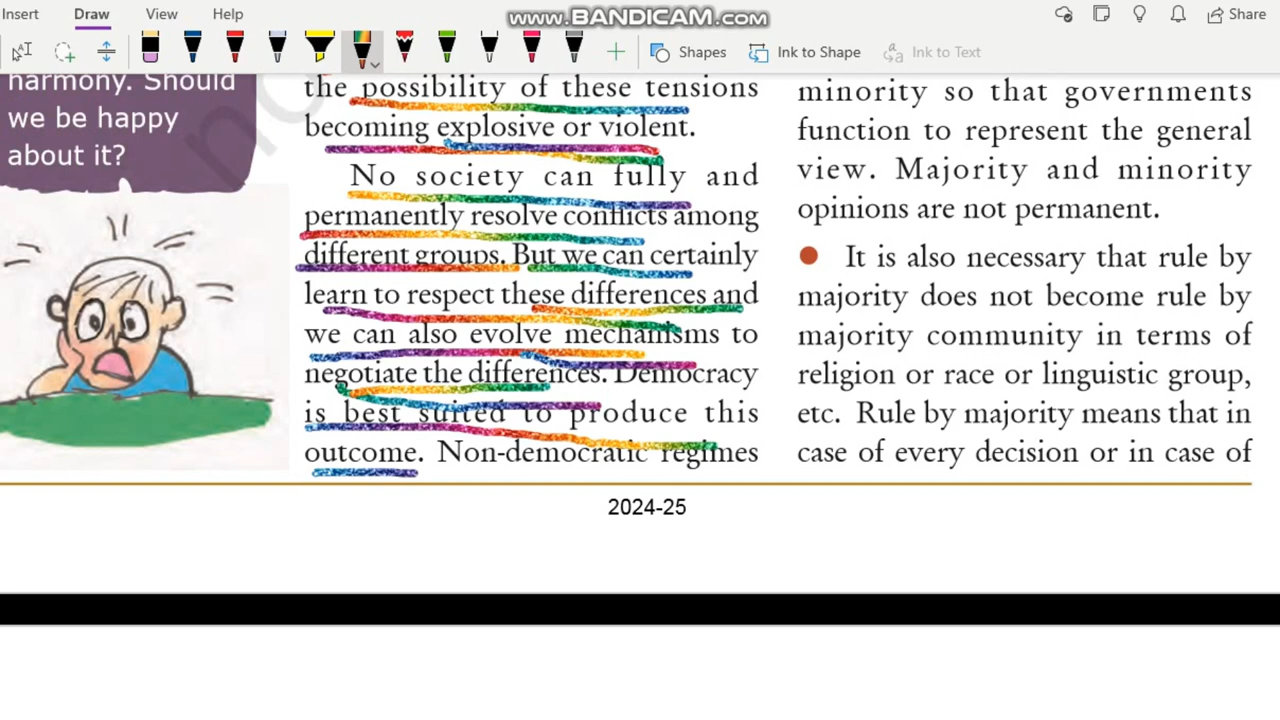 Insert Draw View Help
www.BANDICAM.com
Share
Shapes Ink to Shape Ink to Text
harmony. Should
we be happy
about it?
the possibility of these tensions
becoming explosive or violent.
No society can fully and
permanently resolve conflicts among
different groups. But we can certainly
learn to respect these differences and
we can also evolve mechanisms to
negotiate the differences. Democracy
is best suited to produce this
outcome. Non-democratic regimes
minority so that governments
function to represent the general
view. Majority and minority
opinions are not permanent.
It is also necessary that rule by
majority does not become rule by
majority community in terms of
religion or race or linguistic group,
etc. Rule by majority means that in
case of every decision or in case of
2024-25